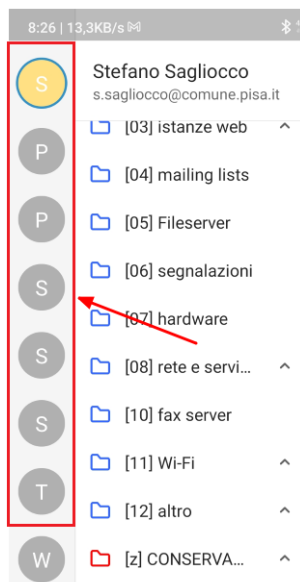 8:26 | 13,3KB/s
S
Stefano Sagliocco
s.sagliocco@comune.pisa.it
P
[03] istanze web
[04] mailing lists
P
[05] Fileserver
S
[06] segnalazioni
[07] hardware
S
[08] rete e servi...
S
[10] fax server
T
[11] Wi-Fi
[12] altro
W
[z] CONSERVA...